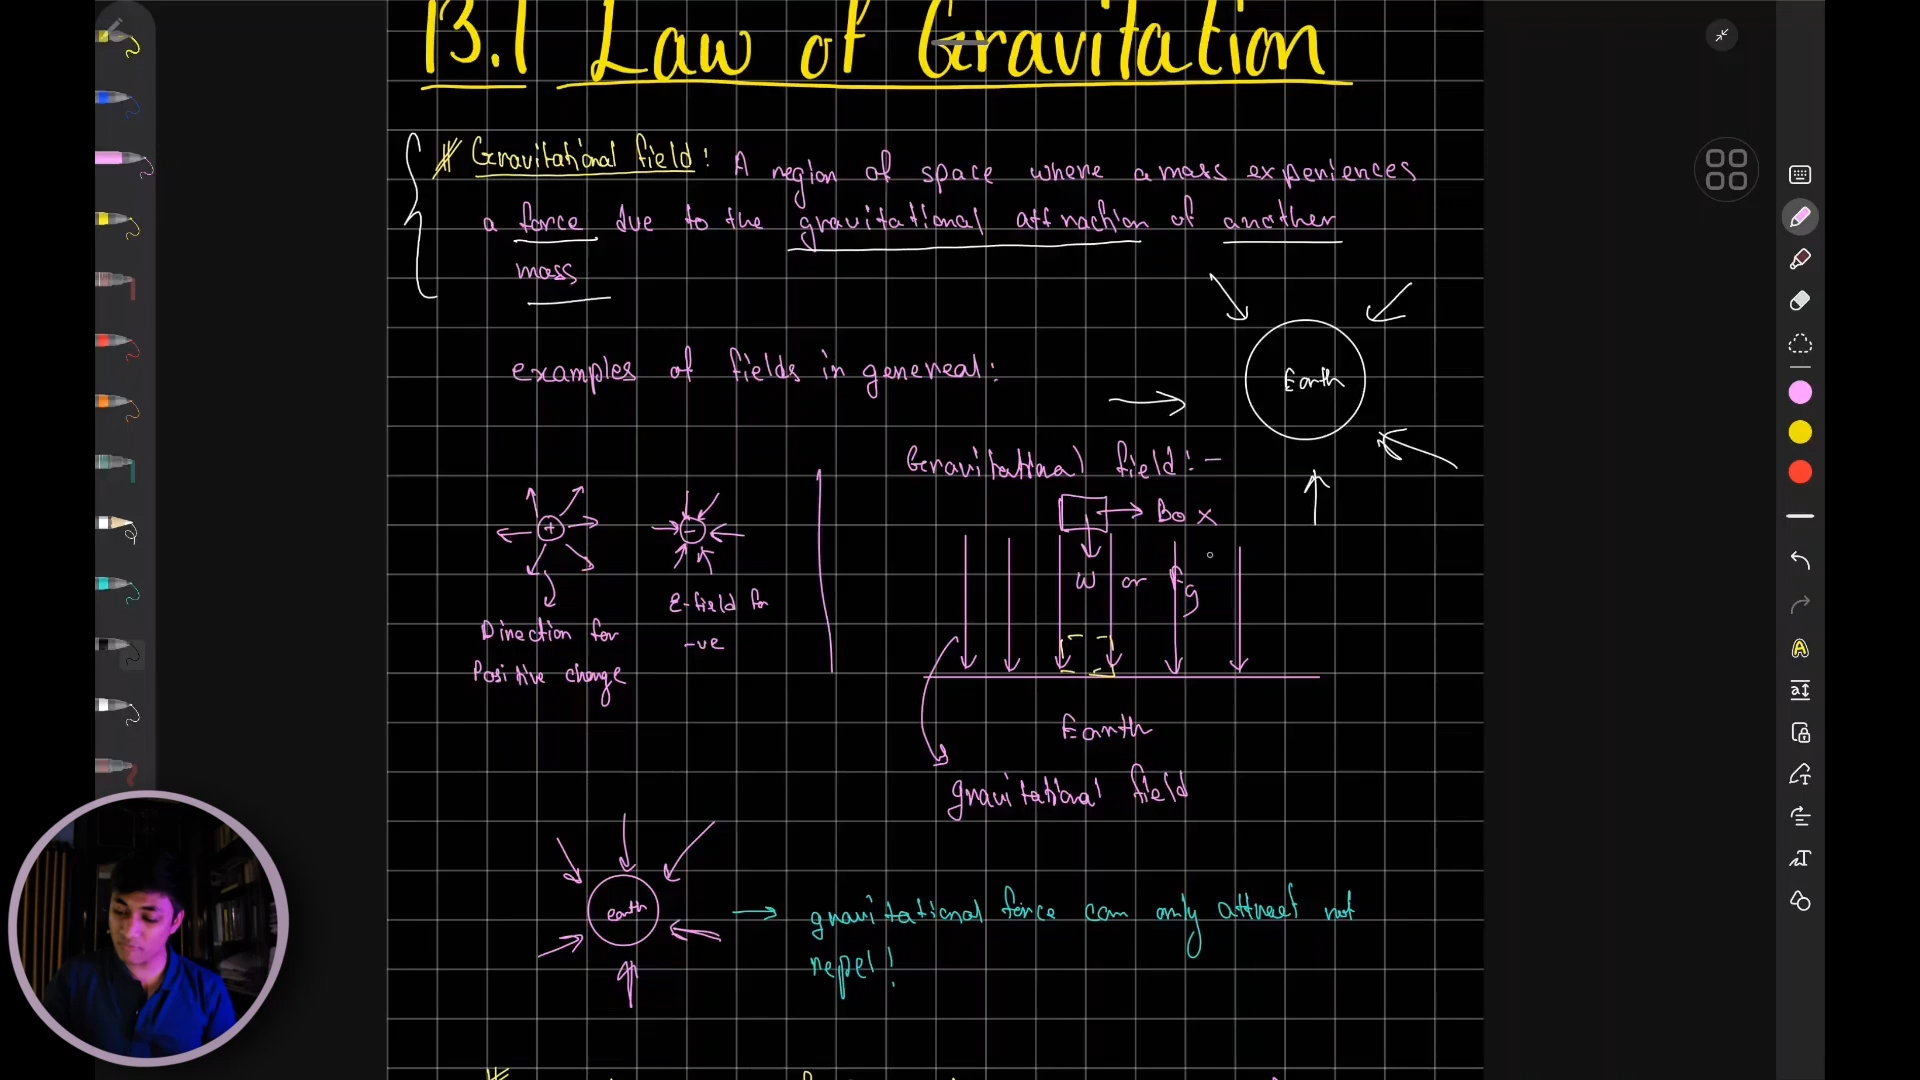 13.1 Law of Gravitation
# Gravitational field: A region of space where a mass experiences
a force due to the gravitational attraction of another
mass
examples of fields in genereal:
Earth
Gravitational field:-
Box
+
-
W or Fg
E-field for
-ve
Direction for
Positive charge
Earth
gravitational field
earth
→ gravitational force can only attract not
repel!